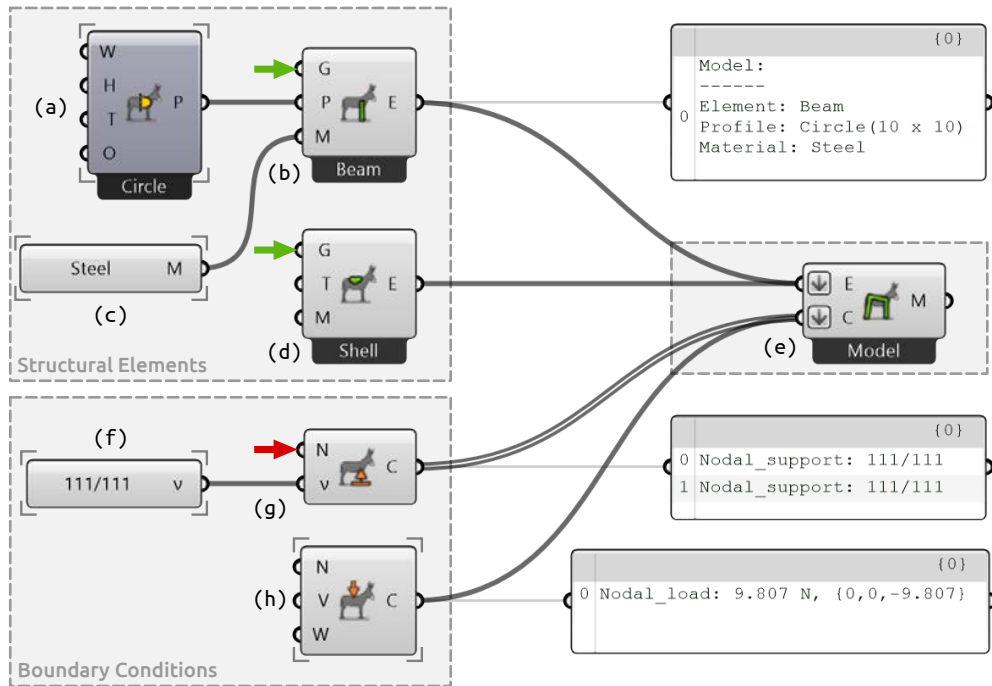 W
H
T
O
P
Circle
(a)
G
P
M
E
Beam
(b)
Steel M
(c)
G
T
M
E
Shell
(d)
Structural Elements
{0}
0
Model:
------
Element: Beam
Profile: Circle(10 x 10)
Material: Steel
E
C
M
Model
(e)
(f)
111/111 ν
N
ν
C
(g)
N
V
W
C
(h)
Boundary Conditions
{0}
0 Nodal_support: 111/111
1 Nodal_support: 111/111
{0}
0 Nodal_load: 9.807 N, {0,0,-9.807}